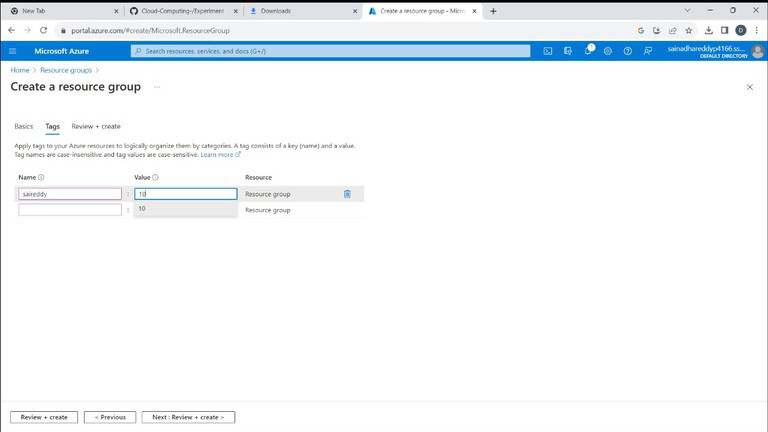 New Tab
Cloud-Computing-/Experiment
Downloads
Create a resource group - Micro
portal.azure.com/#create/Microsoft.ResourceGroup
D
Microsoft Azure
Search resources, services, and docs (G+/)
1
sainadhareddyp4166.ss...
DEFAULT DIRECTORY
Home > Resource groups >
Create a resource group ...
Basics Tags Review + create
Apply tags to your Azure resources to logically organize them by categories. A tag consists of a key (name) and a value.
Tag names are case-insensitive and tag values are case-sensitive. Learn more
Name Value Resource
saireddy : 10 Resource group
: 10 Resource group
Review + create < Previous Next : Review + create >